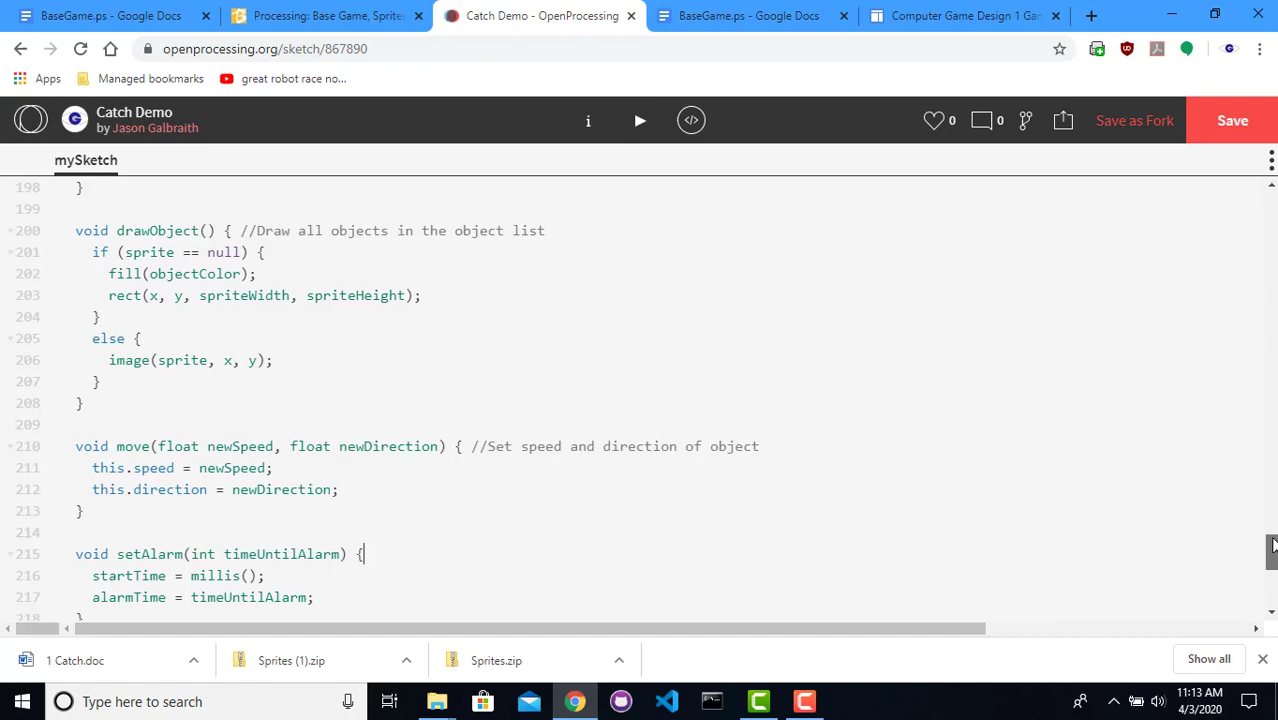 BaseGame.ps - Google Docs
Processing: Base Game, Sprites
Catch Demo - OpenProcessing
BaseGame.ps - Google Docs
Computer Game Design 1 Gam
openprocessing.org/sketch/867890
Apps
Managed bookmarks
great robot race no...
Catch Demo
by Jason Galbraith
i
</>
0
0
Save as Fork
Save
mySketch
198 }
199
200 void drawObject() { //Draw all objects in the object list
201 if (sprite == null) {
202 fill(objectColor);
203 rect(x, y, spriteWidth, spriteHeight);
204 }
205 else {
206 image(sprite, x, y);
207 }
208 }
209
210 void move(float newSpeed, float newDirection) { //Set speed and direction of object
211 this.speed = newSpeed;
212 this.direction = newDirection;
213 }
214
215 void setAlarm(int timeUntilAlarm) {
216 startTime = millis();
217 alarmTime = timeUntilAlarm;
218 }
1 Catch.doc
Sprites (1).zip
Sprites.zip
Show all
Type here to search
11:13 AM
4/3/2020